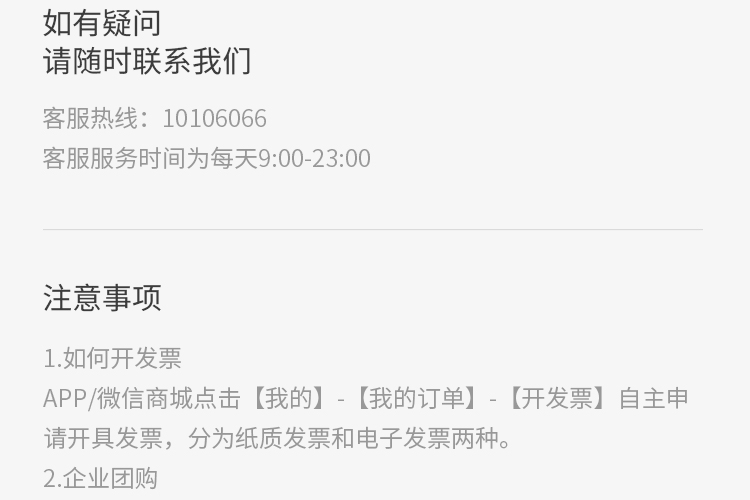 如有疑问
请随时联系我们
客服热线：10106066
客服服务时间为每天9:00-23:00
注意事项
1.如何开发票
APP/微信商城点击【我的】-【我的订单】-【开发票】自主申
请开具发票，分为纸质发票和电子发票两种。
2.企业团购